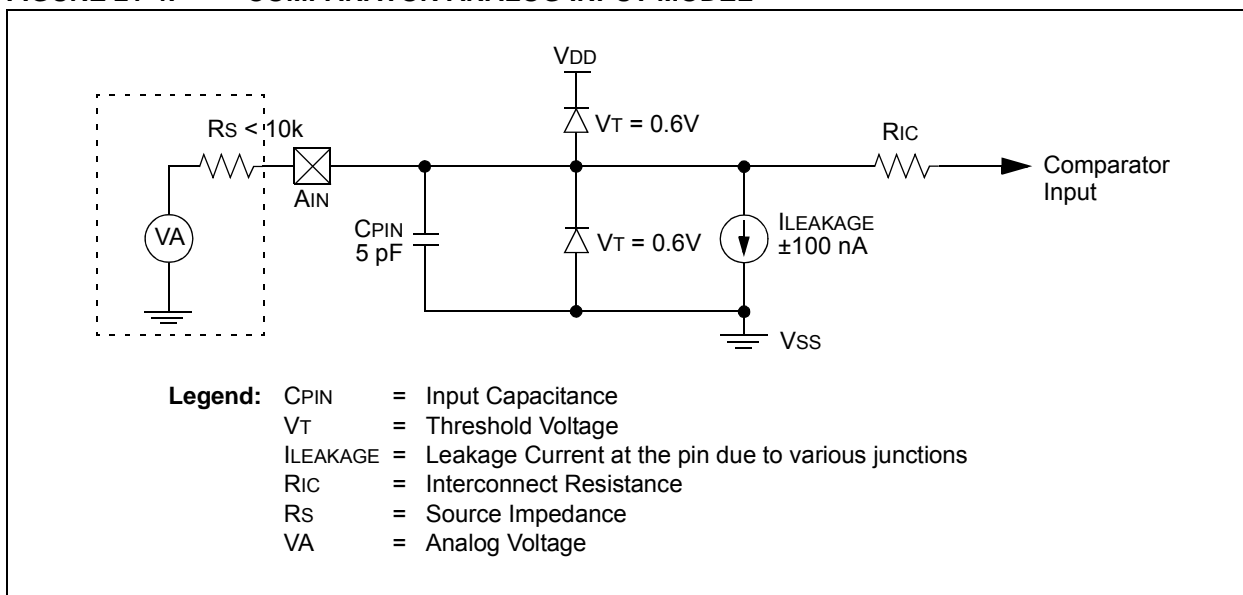 VDD
VT = 0.6V
RS < 10k
RIC
AIN
Comparator
Input
VA
CPIN
5 pF
VT = 0.6V
ILEAKAGE
±100 nA
VSS
Legend: CPIN = Input Capacitance
VT = Threshold Voltage
ILEAKAGE = Leakage Current at the pin due to various junctions
RIC = Interconnect Resistance
RS = Source Impedance
VA = Analog Voltage